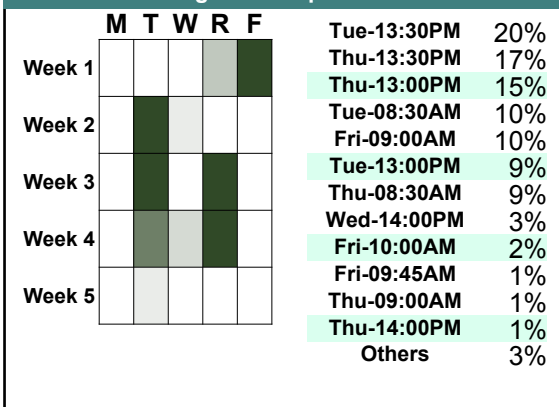 M T W R F
Week 1
Week 2
Week 3
Week 4
Week 5
Tue-13:30PM 20%
Thu-13:30PM 17%
Thu-13:00PM 15%
Tue-08:30AM 10%
Fri-09:00AM 10%
Tue-13:00PM 9%
Thu-08:30AM 9%
Wed-14:00PM 3%
Fri-10:00AM 2%
Fri-09:45AM 1%
Thu-09:00AM 1%
Thu-14:00PM 1%
Others 3%